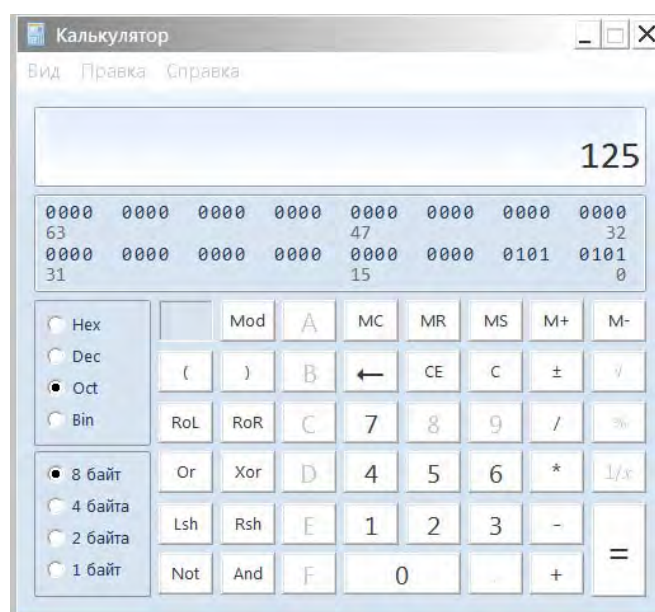 Калькулятор
Вид Правка Справка
125
0000 0000 0000 0000 0000 0000 0000 0000
63 47 32
0000 0000 0000 0000 0000 0000 0101 0101
31 15 0
Hex Mod A MC MR MS M+ M-
Dec ( ) B ← CE C ± √
Oct
Bin RoL RoR C 7 8 9 / %
8 байт Or Xor D 4 5 6 * 1/x
4 байта
2 байта Lsh Rsh E 1 2 3 - =
1 байт Not And F 0 . +